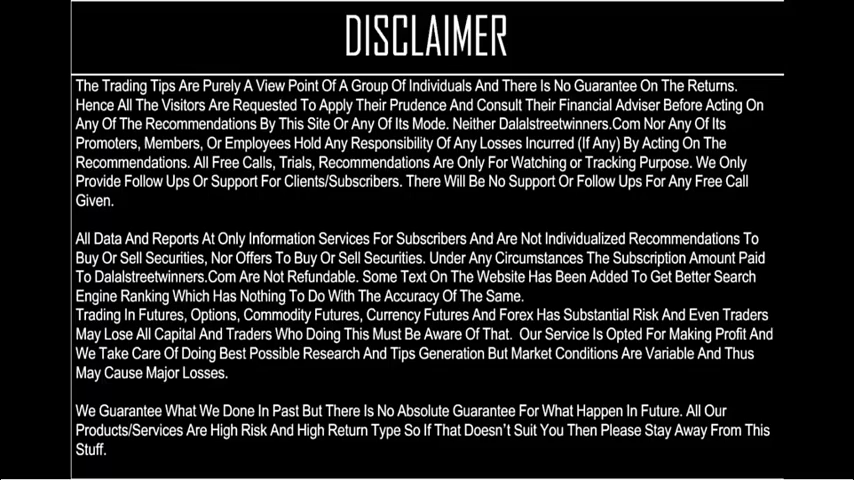 DISCLAIMER
The Trading Tips Are Purely A View Point Of A Group Of Individuals And There Is No Guarantee On The Returns.
Hence All The Visitors Are Requested To Apply Their Prudence And Consult Their Financial Adviser Before Acting On
Any Of The Recommendations By This Site Or Any Of Its Mode. Neither Dalalstreetwinners.Com Nor Any Of Its
Promoters, Members, Or Employees Hold Any Responsibility Of Any Losses Incurred (If Any) By Acting On The
Recommendations. All Free Calls, Trials, Recommendations Are Only For Watching or Tracking Purpose. We Only
Provide Follow Ups Or Support For Clients/Subscribers. There Will Be No Support Or Follow Ups For Any Free Call
Given.
All Data And Reports At Only Information Services For Subscribers And Are Not Individualized Recommendations To
Buy Or Sell Securities, Nor Offers To Buy Or Sell Securities. Under Any Circumstances The Subscription Amount Paid
To Dalalstreetwinners.Com Are Not Refundable. Some Text On The Website Has Been Added To Get Better Search
Engine Ranking Which Has Nothing To Do With The Accuracy Of The Same.
Trading In Futures, Options, Commodity Futures, Currency Futures And Forex Has Substantial Risk And Even Traders
May Lose All Capital And Traders Who Doing This Must Be Aware Of That. Our Service Is Opted For Making Profit And
We Take Care Of Doing Best Possible Research And Tips Generation But Market Conditions Are Variable And Thus
May Cause Major Losses.
We Guarantee What We Done In Past But There Is No Absolute Guarantee For What Happen In Future. All Our
Products/Services Are High Risk And High Return Type So If That Doesn't Suit You Then Please Stay Away From This
Stuff.